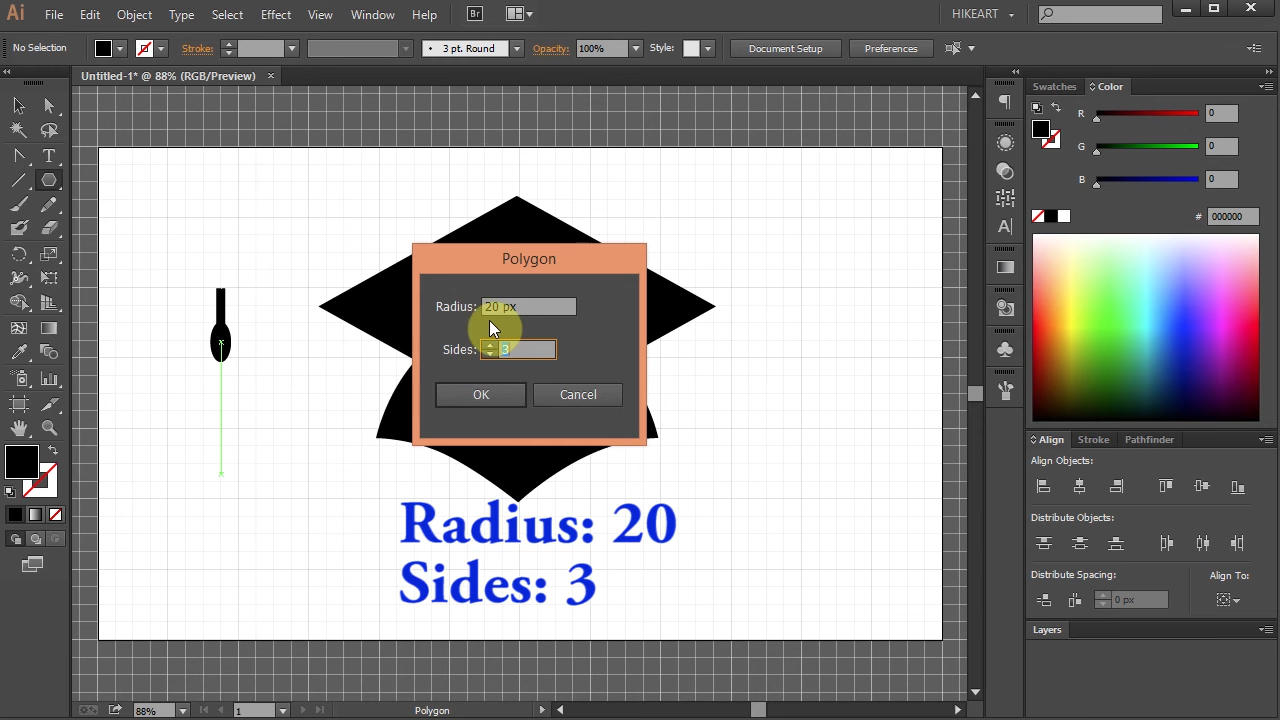 Ai File Edit Object Type Select Effect View Window Help Br HIKEART
No Selection Stroke: 3 pt. Round Opacity: 100% Style: Document Setup Preferences
Untitled-1* @ 88% (RGB/Preview)
Swatches Color
R 0
G 0
B 0
# 000000
Polygon
Radius: 20 px
Sides: 3
OK Cancel
Radius: 20
Sides: 3
Align Stroke Pathfinder
Align Objects:
Distribute Objects:
Distribute Spacing: Align To:
0 px
Layers
88% 1 Polygon